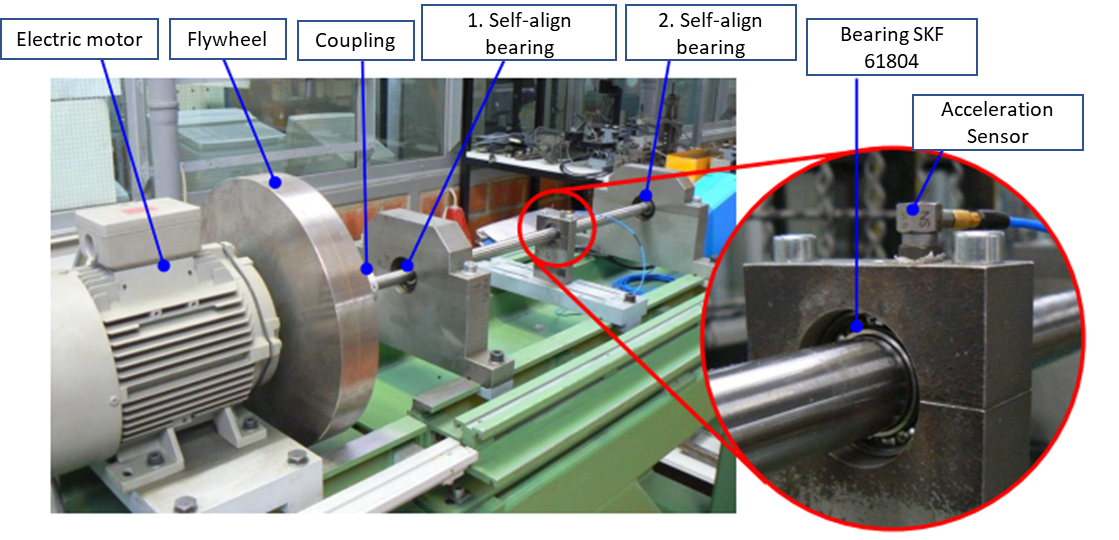 Electric motor
Flywheel
Coupling
1. Self-align
bearing
2. Self-align
bearing
Bearing SKF
61804
Acceleration
Sensor